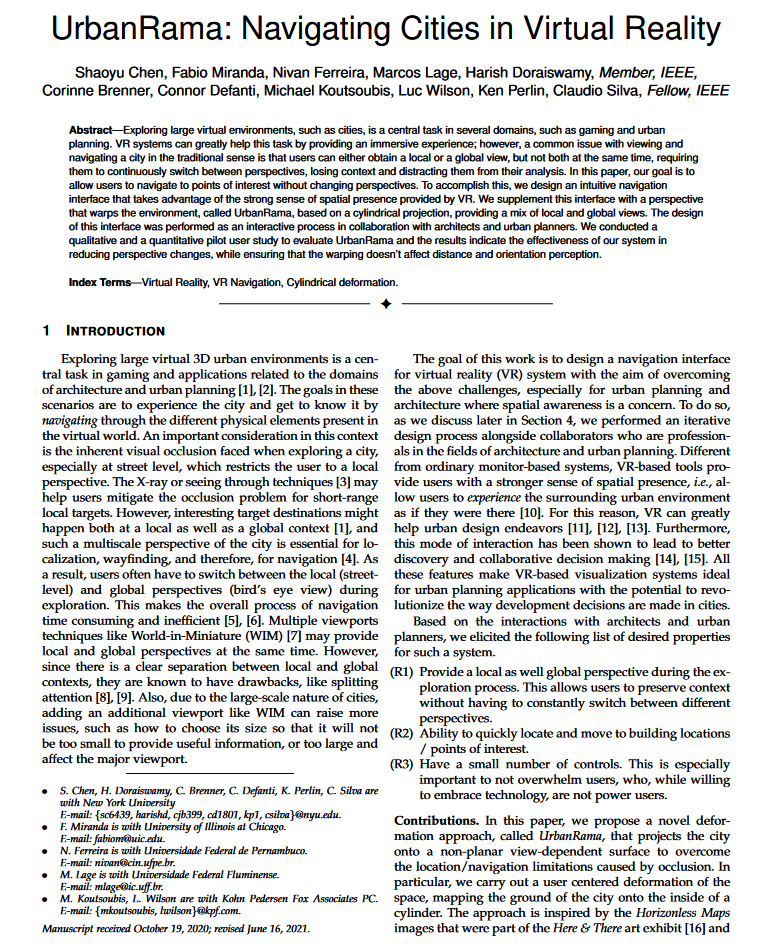 UrbanRama: Navigating Cities in Virtual Reality
Shaoyu Chen, Fabio Miranda, Nivan Ferreira, Marcos Lage, Harish Doraiswamy, Member, IEEE,
Corinne Brenner, Connor Defanti, Michael Koutsoubis, Luc Wilson, Ken Perlin, Claudio Silva, Fellow, IEEE
Abstract—Exploring large virtual environments, such as cities, is a central task in several domains, such as gaming and urban
planning. VR systems can greatly help this task by providing an immersive experience; however, a common issue with viewing and
navigating a city in the traditional sense is that users can either obtain a local or a global view, but not both at the same time, requiring
them to continuously switch between perspectives, losing context and distracting them from their analysis. In this paper, our goal is to
allow users to navigate to points of interest without changing perspectives. To accomplish this, we design an intuitive navigation
interface that takes advantage of the strong sense of spatial presence provided by VR. We supplement this interface with a perspective
that warps the environment, called UrbanRama, based on a cylindrical projection, providing a mix of local and global views. The design
of this interface was performed as an interactive process in collaboration with architects and urban planners. We conducted a
qualitative and a quantitative pilot user study to evaluate UrbanRama and the results indicate the effectiveness of our system in
reducing perspective changes, while ensuring that the warping doesn't affect distance and orientation perception.
Index Terms—Virtual Reality, VR Navigation, Cylindrical deformation.
1 INTRODUCTION
Exploring large virtual 3D urban environments is a cen-
tral task in gaming and applications related to the domains
of architecture and urban planning [1], [2]. The goals in these
scenarios are to experience the city and get to know it by
navigating through the different physical elements present in
the virtual world. An important consideration in this context
is the inherent visual occlusion faced when exploring a city,
especially at street level, which restricts the user to a local
perspective. The X-ray or seeing through techniques [3] may
help users mitigate the occlusion problem for short-range
local targets. However, interesting target destinations might
happen both at a local as well as a global context [1], and
such a multiscale perspective of the city is essential for lo-
calization, wayfinding, and therefore, for navigation [4]. As
a result, users often have to switch between the local (street-
level) and global perspectives (bird's eye view) during
exploration. This makes the overall process of navigation
time consuming and inefficient [5], [6]. Multiple viewports
techniques like World-in-Miniature (WIM) [7] may provide
local and global perspectives at the same time. However,
since there is a clear separation between local and global
contexts, they are known to have drawbacks, like splitting
attention [8], [9]. Also, due to the large-scale nature of cities,
adding an additional viewport like WIM can raise more
issues, such as how to choose its size so that it will not
be too small to provide useful information, or too large and
affect the major viewport.
• S. Chen, H. Doraiswamy, C. Brenner, C. Defanti, K. Perlin, C. Silva are
with New York University
E-mail: {sc6439, harishd, cjb399, cd1801, kp1, csilva}@nyu.edu.
• F. Miranda is with University of Illinois at Chicago.
E-mail: fabiom@uic.edu.
• N. Ferreira is with Universidade Federal de Pernambuco.
E-mail: nivan@cin.ufpe.br.
• M. Lage is with Universidade Federal Fluminense.
E-mail: mlage@ic.uff.br.
• M. Koutsoubis, L. Wilson are with Kohn Pedersen Fox Associates PC.
E-mail: {mkoutsoubis, lwilson}@kpf.com.
Manuscript received October 19, 2020; revised June 16, 2021.
The goal of this work is to design a navigation interface
for virtual reality (VR) system with the aim of overcoming
the above challenges, especially for urban planning and
architecture where spatial awareness is a concern. To do so,
as we discuss later in Section 4, we performed an iterative
design process alongside collaborators who are profession-
als in the fields of architecture and urban planning. Different
from ordinary monitor-based systems, VR-based tools pro-
vide users with a stronger sense of spatial presence, i.e., al-
low users to experience the surrounding urban environment
as if they were there [10]. For this reason, VR can greatly
help urban design endeavors [11], [12], [13]. Furthermore,
this mode of interaction has been shown to lead to better
discovery and collaborative decision making [14], [15]. All
these features make VR-based visualization systems ideal
for urban planning applications with the potential to revo-
lutionize the way development decisions are made in cities.
Based on the interactions with architects and urban
planners, we elicited the following list of desired properties
for such a system.
(R1) Provide a local as well global perspective during the ex-
ploration process. This allows users to preserve context
without having to constantly switch between different
perspectives.
(R2) Ability to quickly locate and move to building locations
/ points of interest.
(R3) Have a small number of controls. This is especially
important to not overwhelm users, who, while willing
to embrace technology, are not power users.
Contributions. In this paper, we propose a novel defor-
mation approach, called UrbanRama, that projects the city
onto a non-planar view-dependent surface to overcome
the location/navigation limitations caused by occlusion. In
particular, we carry out a user centered deformation of the
space, mapping the ground of the city onto the inside of a
cylinder. The approach is inspired by the Horizonless Maps
images that were part of the Here & There art exhibit [16] and